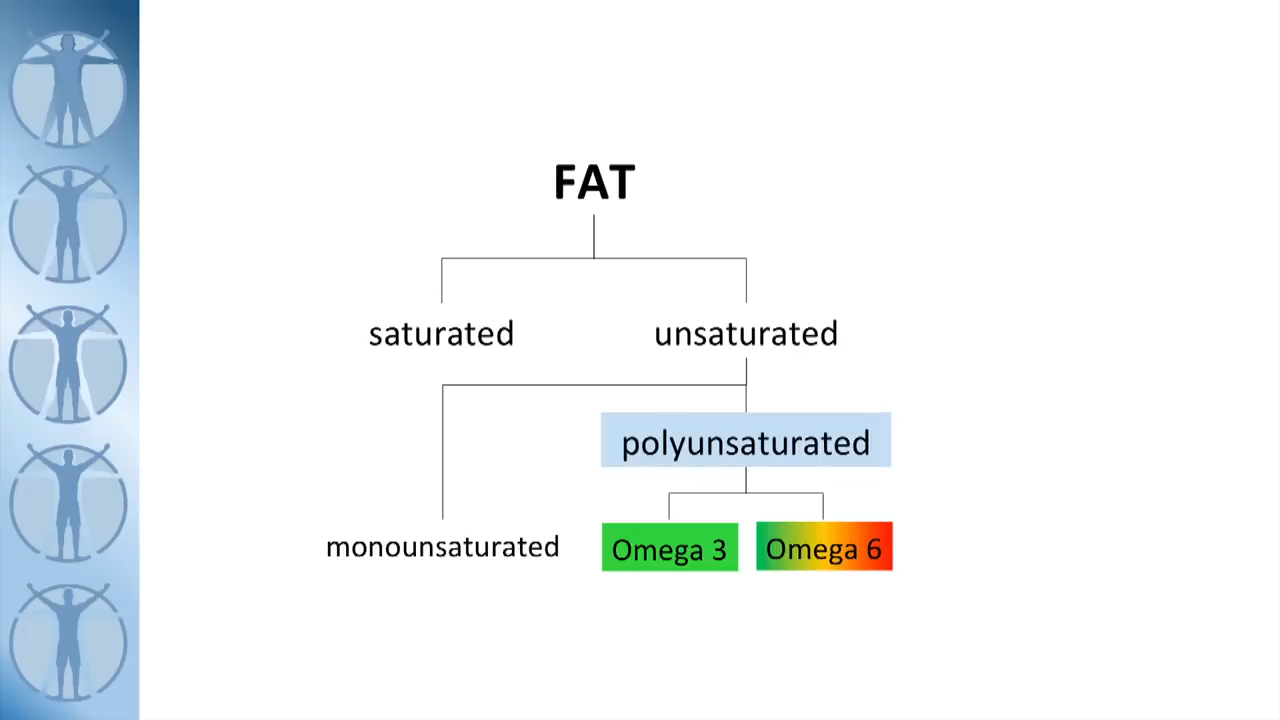 FAT
saturated
unsaturated
polyunsaturated
monounsaturated
Omega 3
Omega 6